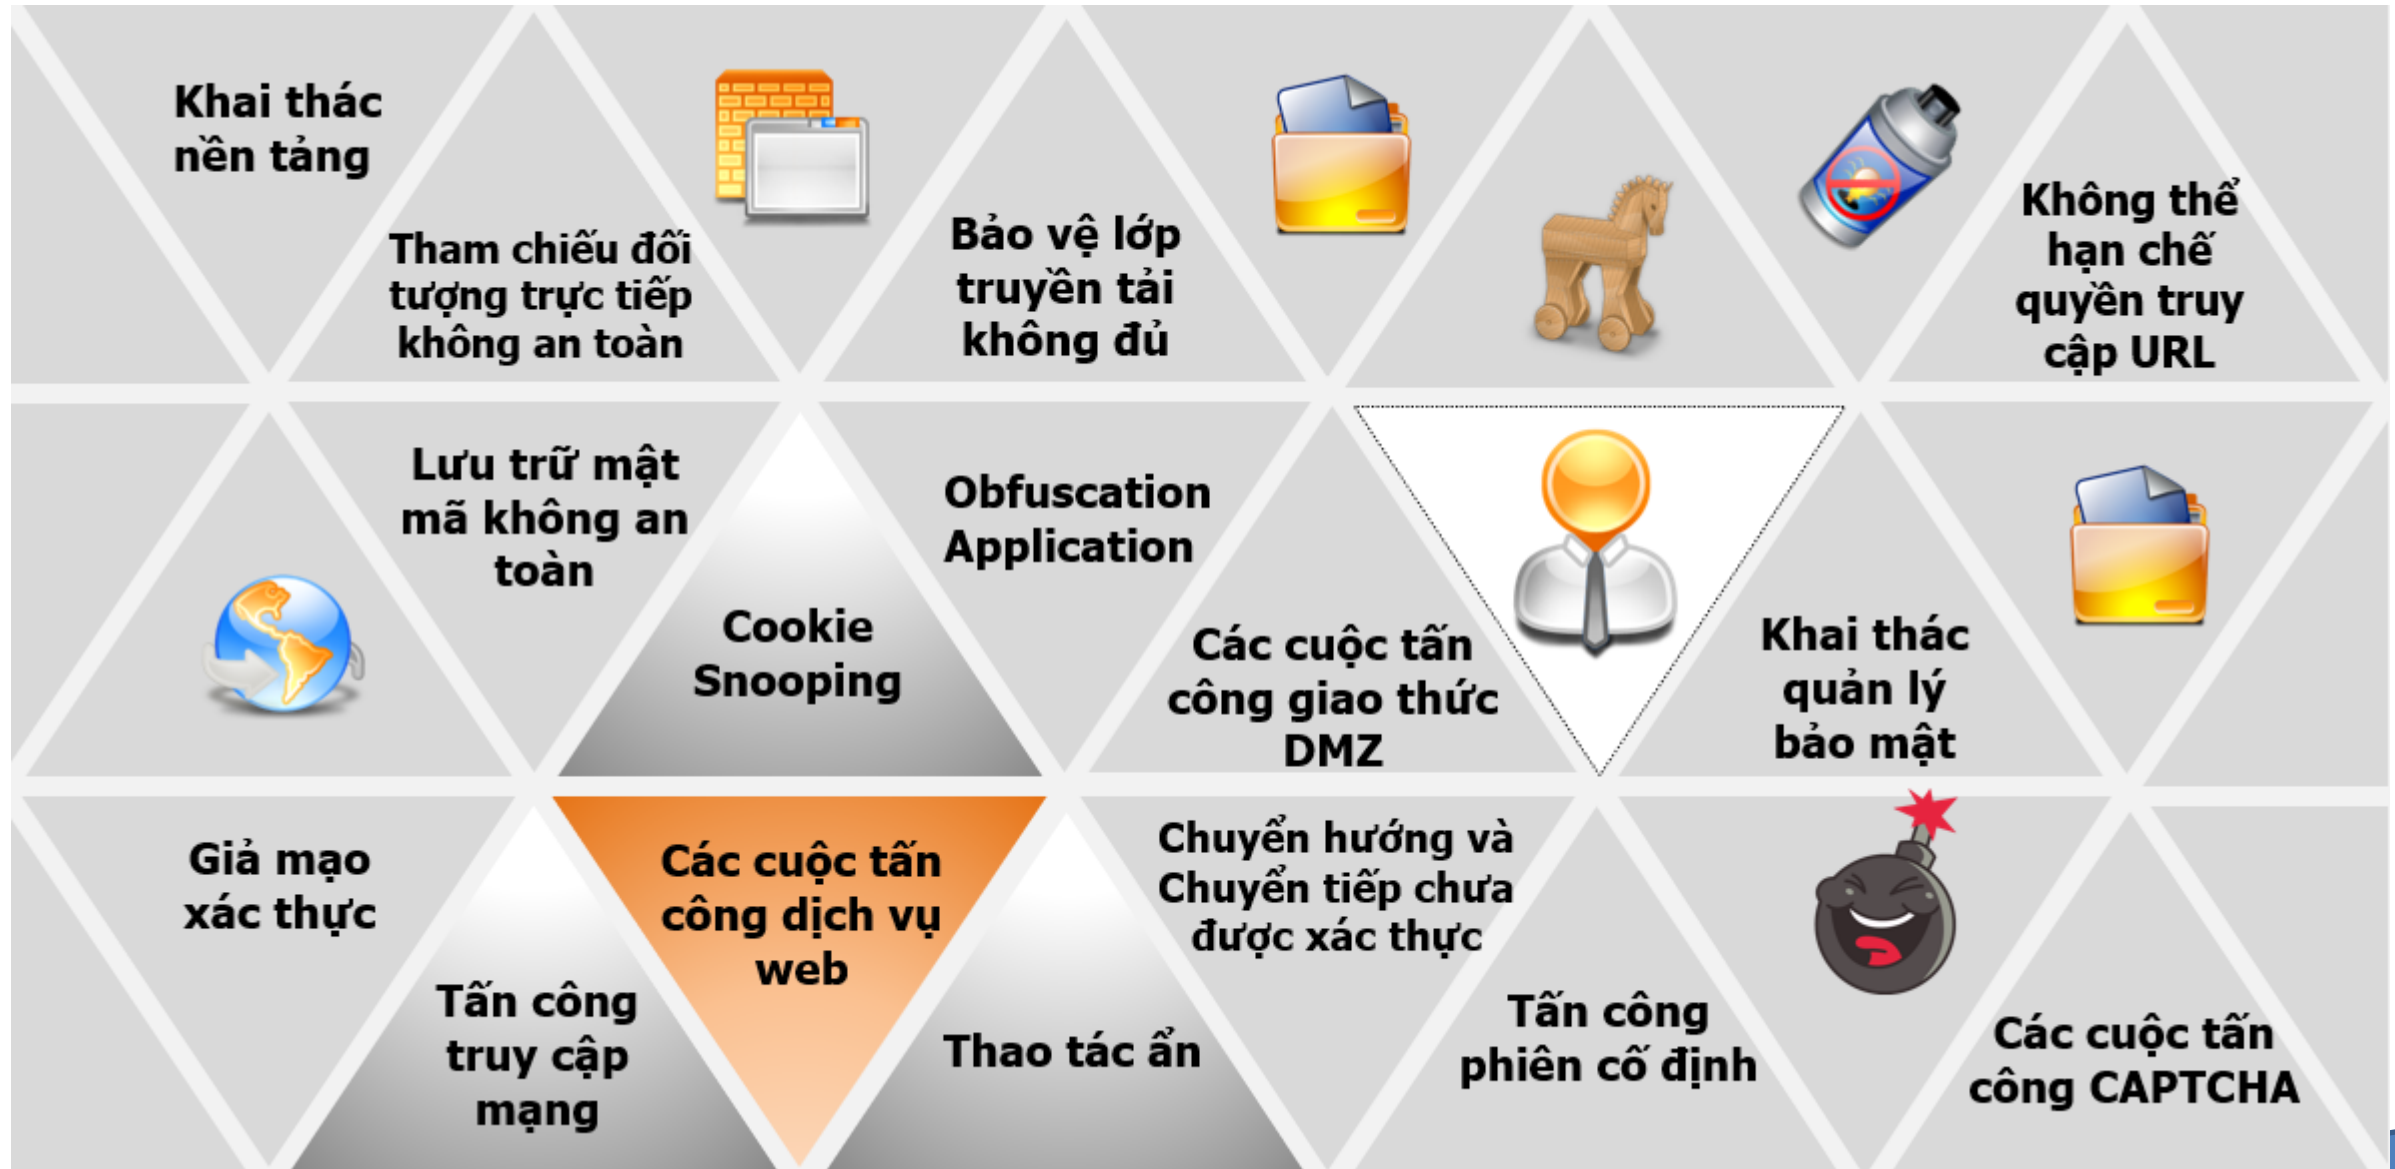 Khai thác
nền tảng
Tham chiếu đối
tượng trực tiếp
không an toàn
Bảo vệ lớp
truyền tải
không đủ
Không thể
hạn chế
quyền truy
cập URL
Lưu trữ mật
mã không an
toàn
Cookie
Snooping
Obfuscation
Application
Các cuộc tấn
công giao thức
DMZ
Khai thác
quản lý
bảo mật
Giả mạo
xác thực
Tấn công
truy cập
mạng
Các cuộc tấn
công dịch vụ
web
Thao tác ẩn
Chuyển hướng và
Chuyển tiếp chưa
được xác thực
Tấn công
phiên cố định
Các cuộc tấn
công CAPTCHA